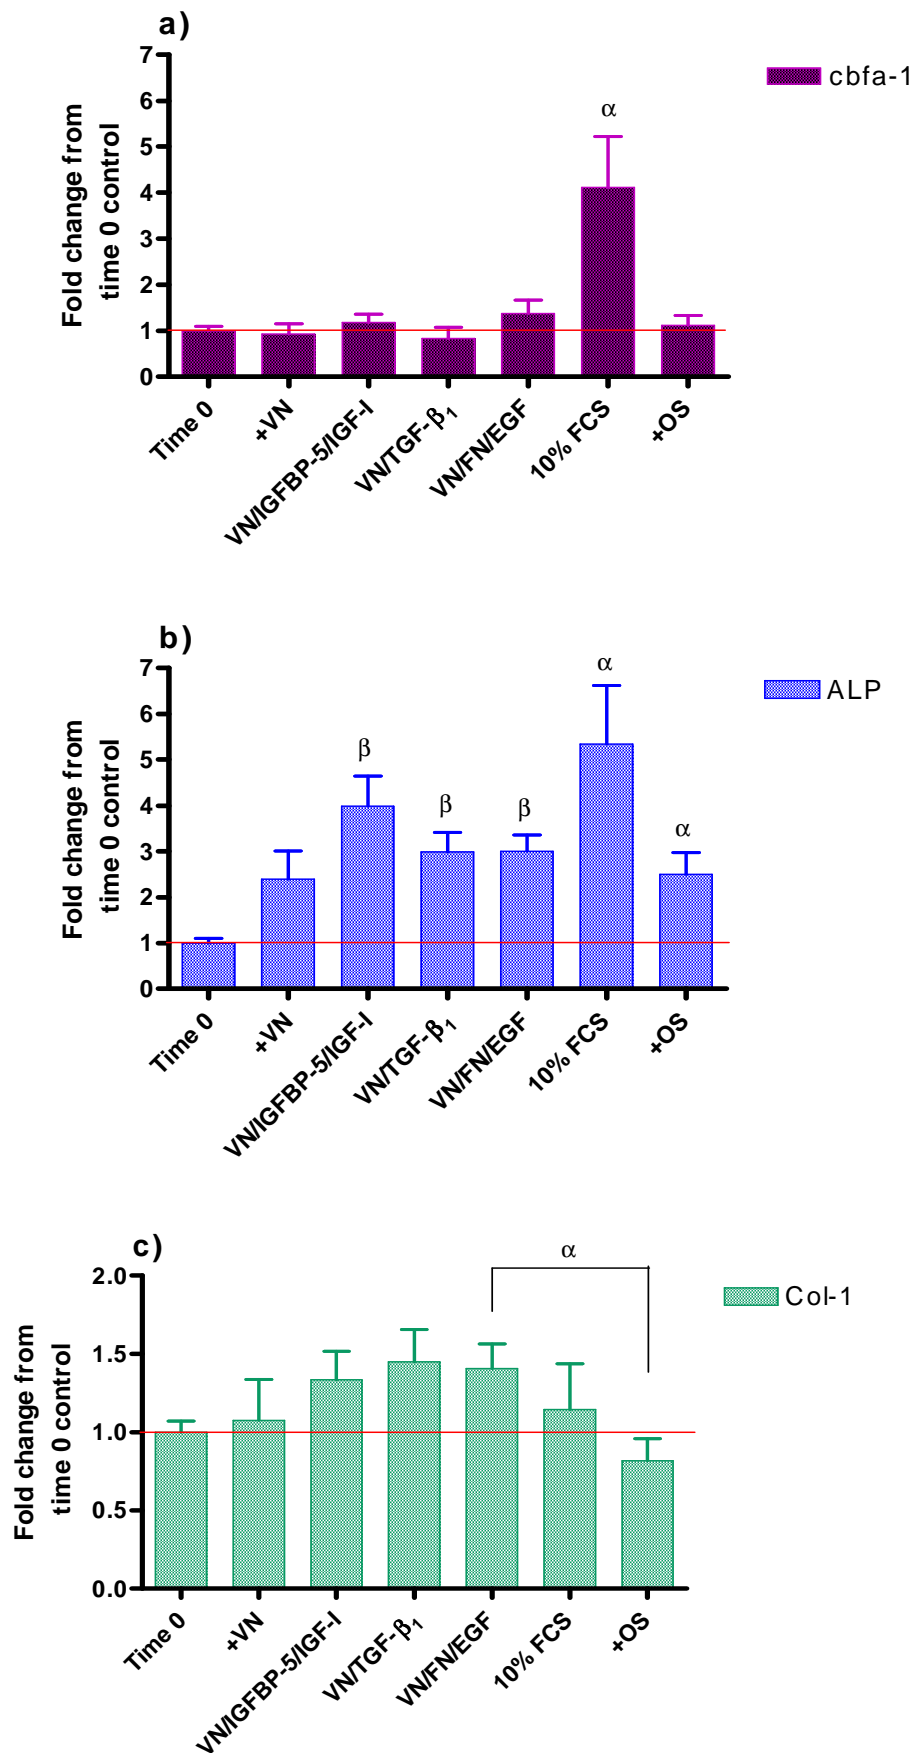 a)
cbfa-1
Fold change from
time 0 control
7
6
5
4
3
2
1
0
α
Time 0
+VN
VN/IGFBP-5/IGF-I
VN/TGF-β₁
VN/FN/EGF
10% FCS
+OS
b)
ALP
Fold change from
time 0 control
7
6
5
4
3
2
1
0
β
β
β
α
α
Time 0
+VN
VN/IGFBP-5/IGF-I
VN/TGF-β₁
VN/FN/EGF
10% FCS
+OS
c)
Col-1
Fold change from
time 0 control
2.0
1.5
1.0
0.5
0.0
α
Time 0
+VN
VN/IGFBP-5/IGF-I
VN/TGF-β₁
VN/FN/EGF
10% FCS
+OS